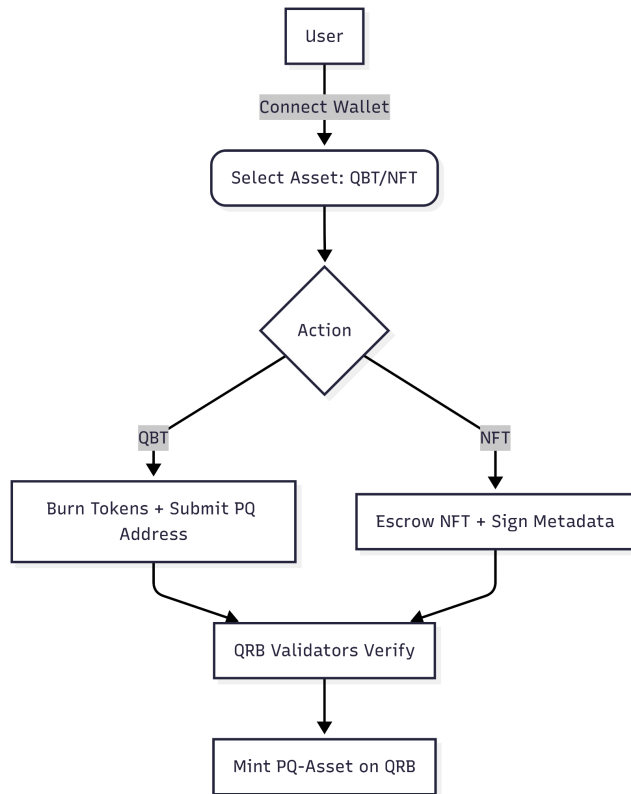 User
Connect Wallet
Select Asset: QBT/NFT
Action
QBT
NFT
Burn Tokens + Submit PQ
Address
Escrow NFT + Sign Metadata
QRB Validators Verify
Mint PQ-Asset on QRB